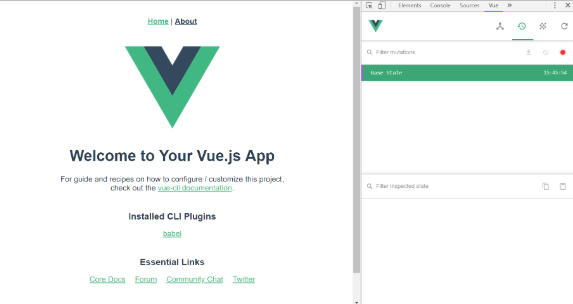 Home | About
Welcome to Your Vue.js App
For guide and recipes on how to configure / customize this project,
check out the vue-cli documentation.
Installed CLI Plugins
babel
Essential Links
Core Docs Forum Community Chat Twitter
Elements Console Sources Vue »
Filter mutations
Base State 15:45:54
Filter inspected state